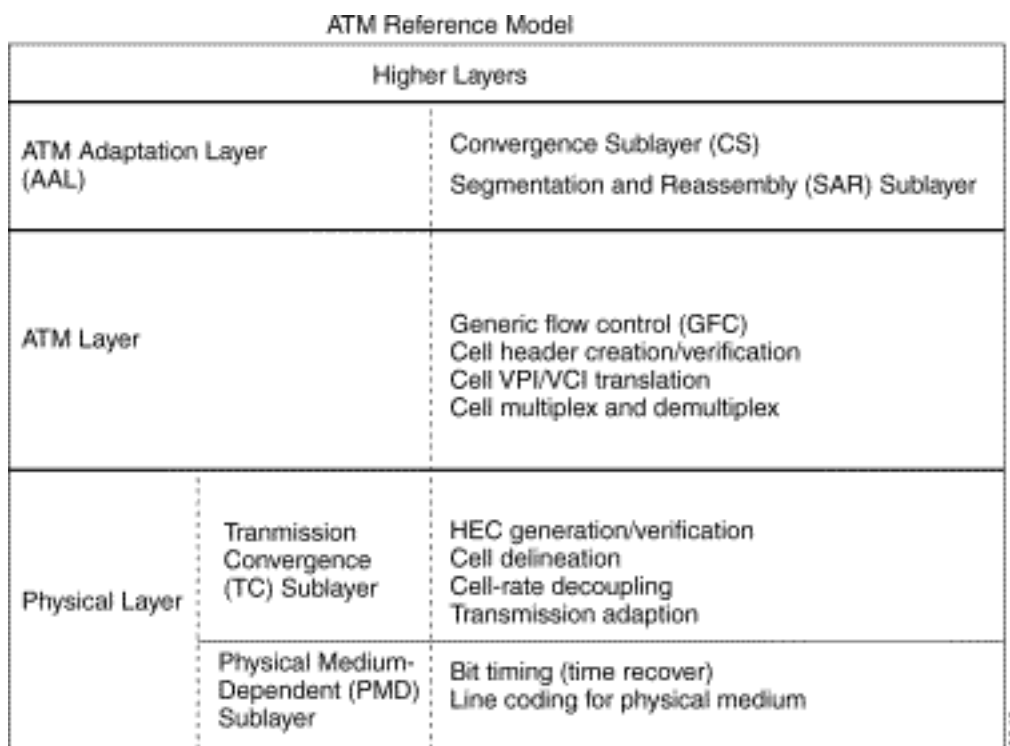 ATM Reference Model
Higher Layers
ATM Adaptation Layer
(AAL)
Convergence Sublayer (CS)
Segmentation and Reassembly (SAR) Sublayer
ATM Layer
Generic flow control (GFC)
Cell header creation/verification
Cell VPI/VCI translation
Cell multiplex and demultiplex
Physical Layer
Tranmission
Convergence
(TC) Sublayer
HEC generation/verification
Cell delineation
Cell-rate decoupling
Transmission adaption
Physical Medium-
Dependent (PMD)
Sublayer
Bit timing (time recover)
Line coding for physical medium